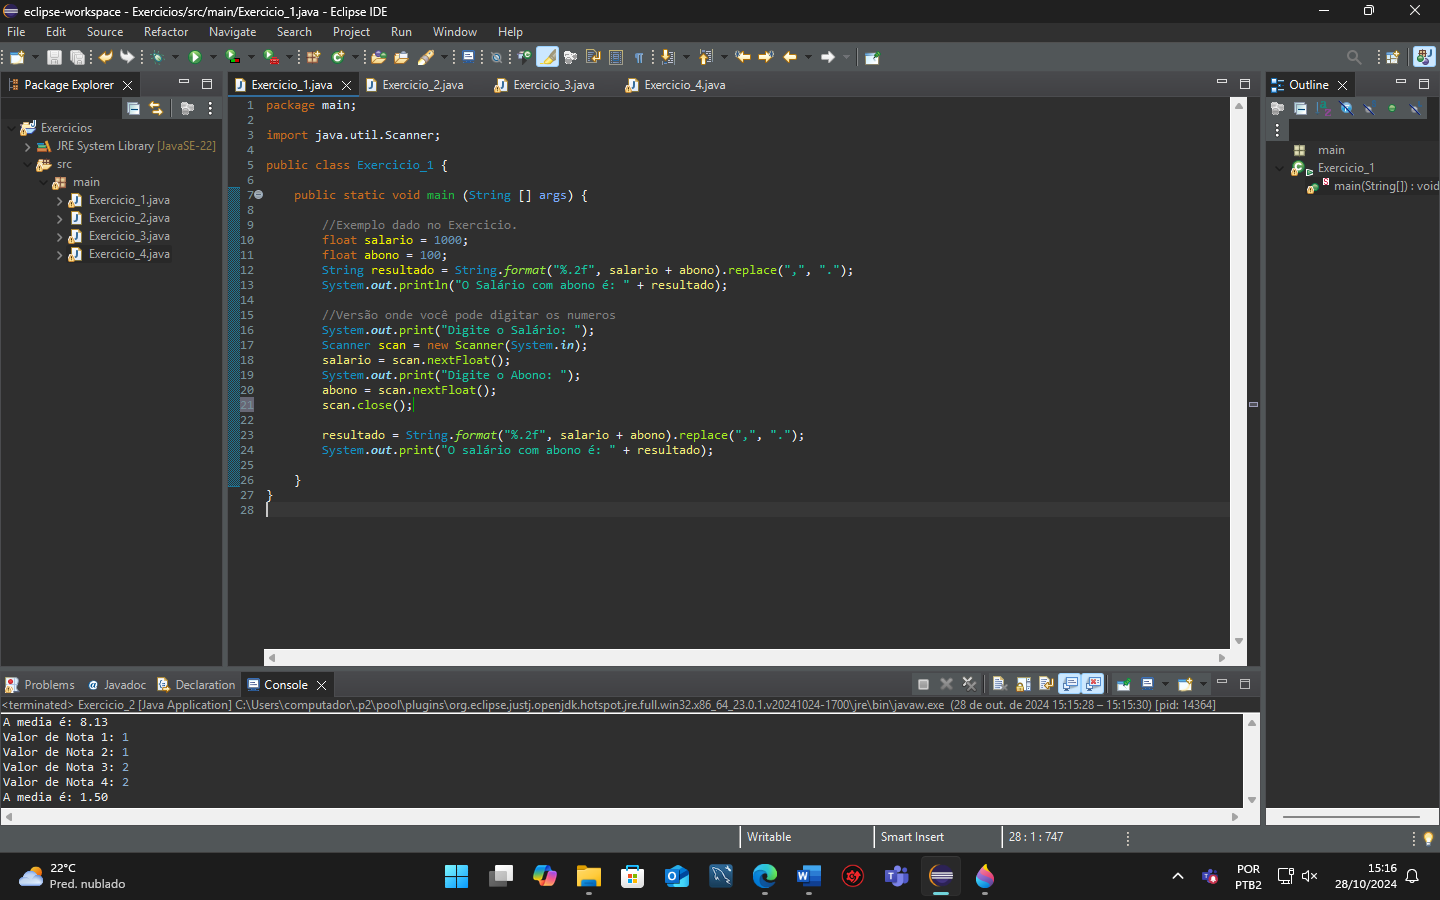 eclipse-workspace - Exercicios/src/main/Exercicio_1.java - Eclipse IDE
File Edit Source Refactor Navigate Search Project Run Window Help
Package Explorer
Exercicios
JRE System Library [JavaSE-22]
src
main
Exercicio_1.java
Exercicio_2.java
Exercicio_3.java
Exercicio_4.java
Exercicio_1.java Exercicio_2.java Exercicio_3.java Exercicio_4.java
1 package main;
2
3 import java.util.Scanner;
4
5 public class Exercicio_1 {
6
7 public static void main (String [] args) {
8
9 //Exemplo dado no Exercicio.
10 float salario = 1000;
11 float abono = 100;
12 String resultado = String.format("%.2f", salario + abono).replace(",", ".");
13 System.out.println("O Salário com abono é: " + resultado);
14
15 //Versão onde você pode digitar os numeros
16 System.out.print("Digite o Salário: ");
17 Scanner scan = new Scanner(System.in);
18 salario = scan.nextFloat();
19 System.out.print("Digite o Abono: ");
20 abono = scan.nextFloat();
21 scan.close();
22
23 resultado = String.format("%.2f", salario + abono).replace(",", ".");
24 System.out.print("O salário com abono é: " + resultado);
25
26 }
27 }
28
Outline
main
Exercicio_1
main(String[]) : void
Problems Javadoc Declaration Console
<terminated> Exercicio_2 [Java Application] C:\Users\computador\.p2\pool\plugins\org.eclipse.justj.openjdk.hotspot.jre.full.win32.x86_64_23.0.1.v20241024-1700\jre\bin\javaw.exe (28 de out. de 2024 15:15:28 – 15:15:30) [pid: 14364]
A media é: 8.13
Valor de Nota 1: 1
Valor de Nota 2: 1
Valor de Nota 3: 2
Valor de Nota 4: 2
A media é: 1.50
Writable Smart Insert 28 : 1 : 747
22°C
Pred. nublado
POR
PTB2
15:16
28/10/2024